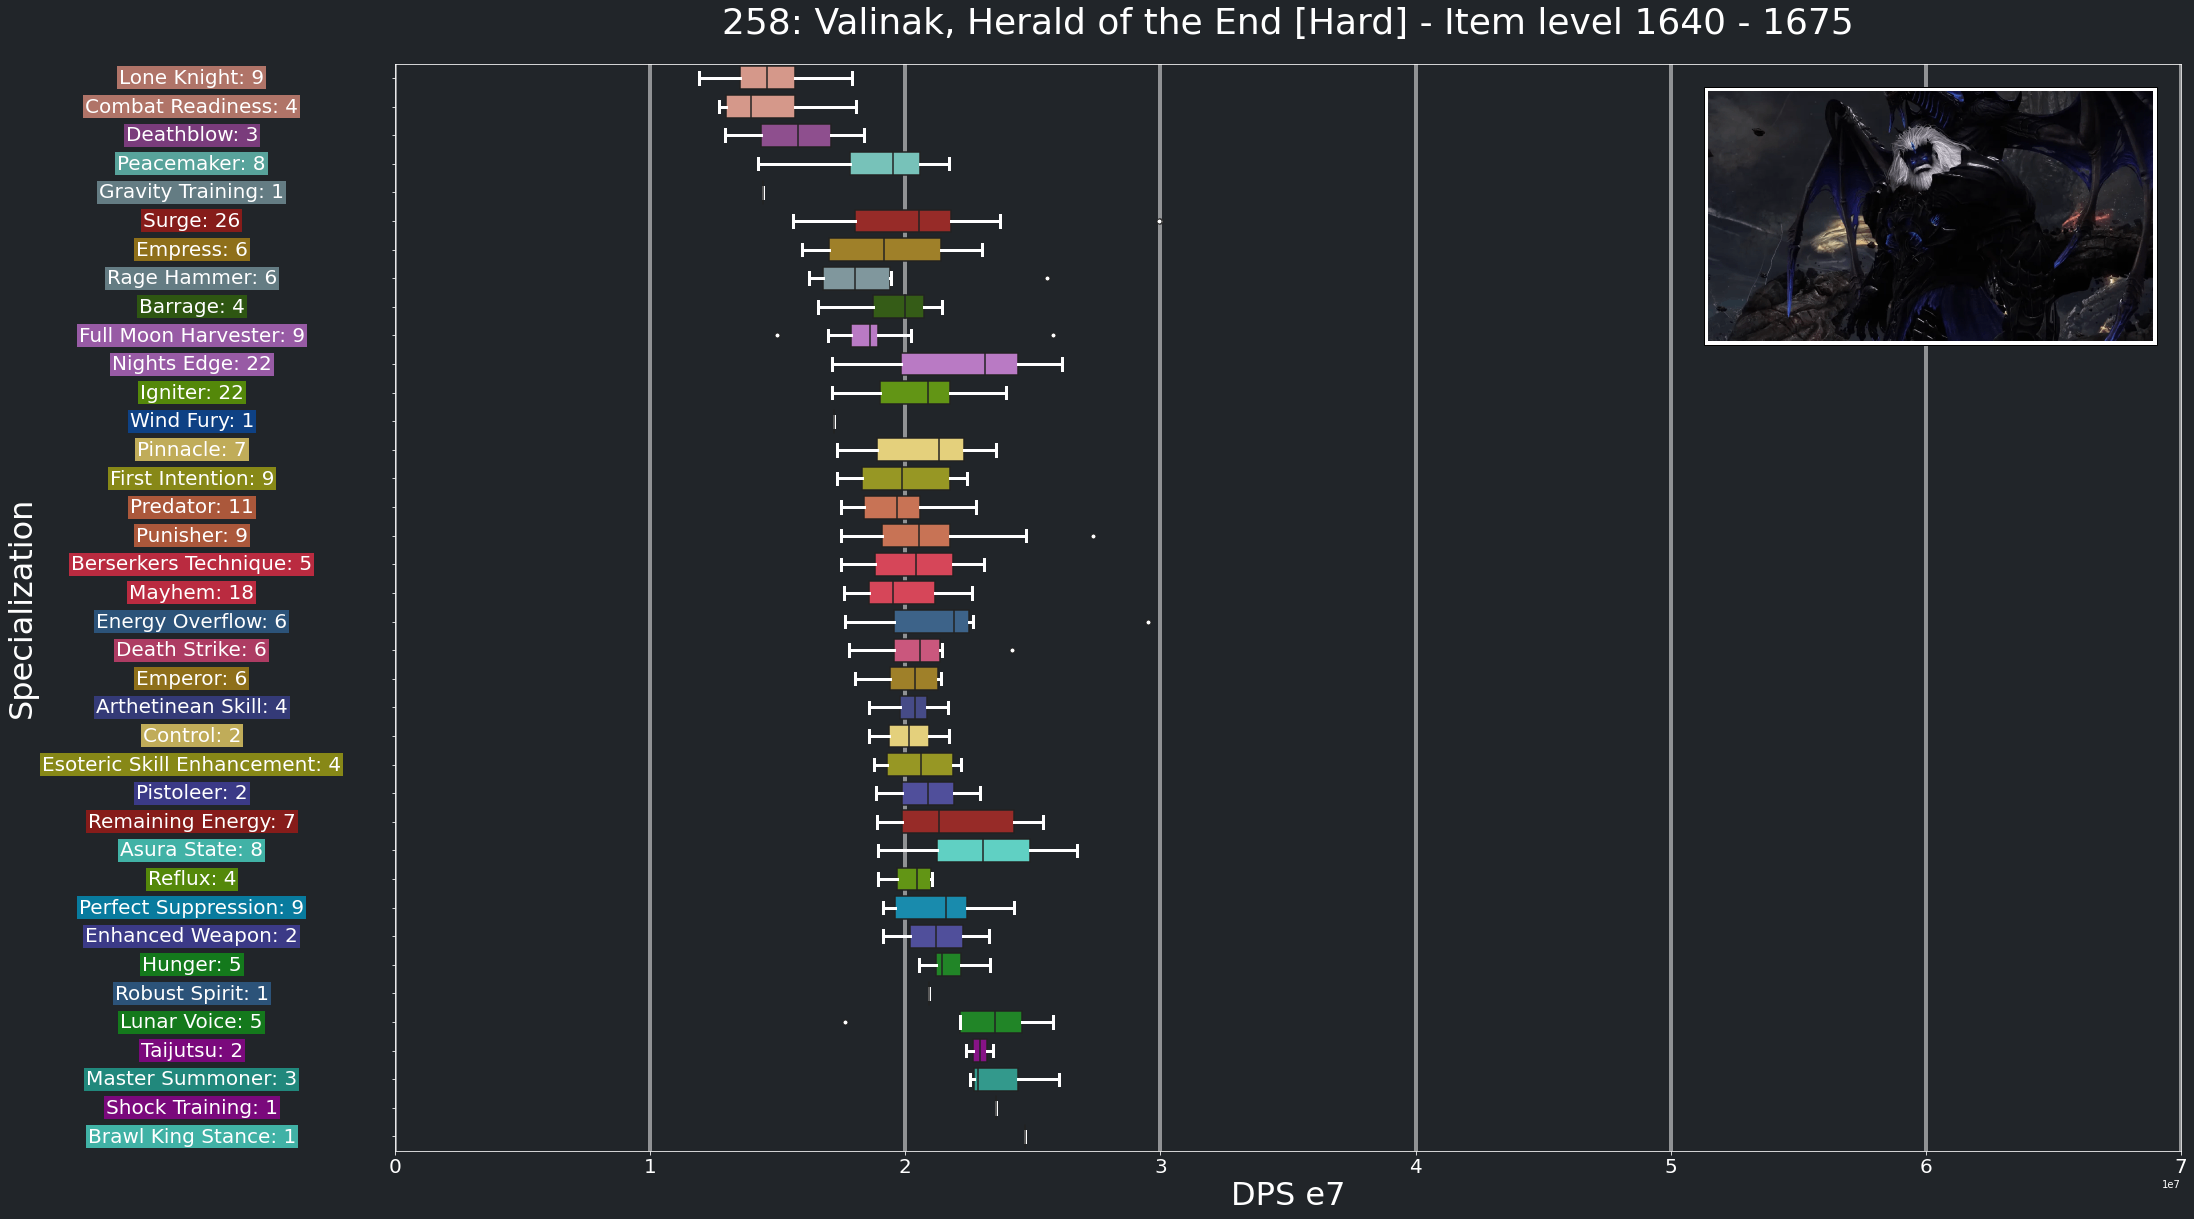 258: Valinak, Herald of the End [Hard] - Item level 1640 - 1675
Lone Knight: 9
Combat Readiness: 4
Deathblow: 3
Peacemaker: 8
Gravity Training: 1
Surge: 26
Empress: 6
Rage Hammer: 6
Barrage: 4
Full Moon Harvester: 9
Nights Edge: 22
Igniter: 22
Wind Fury: 1
Pinnacle: 7
First Intention: 9
Predator: 11
Punisher: 9
Berserkers Technique: 5
Mayhem: 18
Energy Overflow: 6
Death Strike: 6
Emperor: 6
Arthetinean Skill: 4
Control: 2
Esoteric Skill Enhancement: 4
Pistoleer: 2
Remaining Energy: 7
Asura State: 8
Reflux: 4
Perfect Suppression: 9
Enhanced Weapon: 2
Hunger: 5
Robust Spirit: 1
Lunar Voice: 5
Taijutsu: 2
Master Summoner: 3
Shock Training: 1
Brawl King Stance: 1
Specialization
0 1 2 3 4 5 6 7
1e7
DPS e7